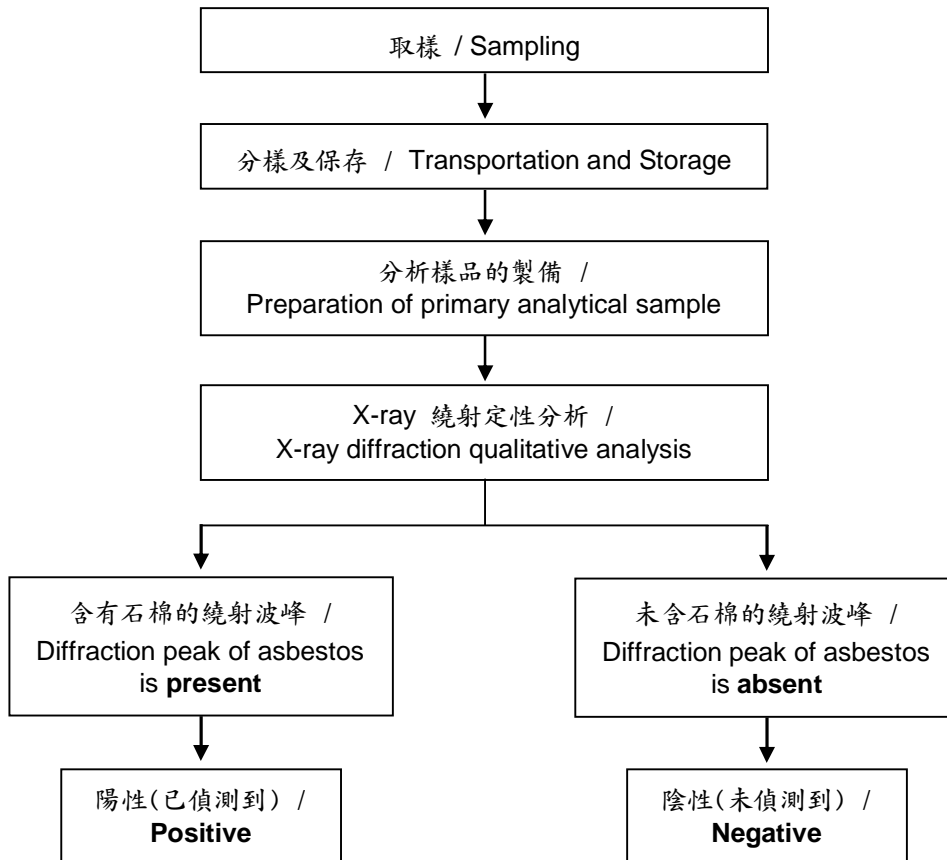 取樣 / Sampling
分樣及保存 / Transportation and Storage
分析樣品的製備 /
Preparation of primary analytical sample
X-ray 繞射定性分析 /
X-ray diffraction qualitative analysis
含有石棉的繞射波峰 /
Diffraction peak of asbestos
is present
未含石棉的繞射波峰 /
Diffraction peak of asbestos
is absent
陽性(已偵測到) /
Positive
陰性(未偵測到) /
Negative